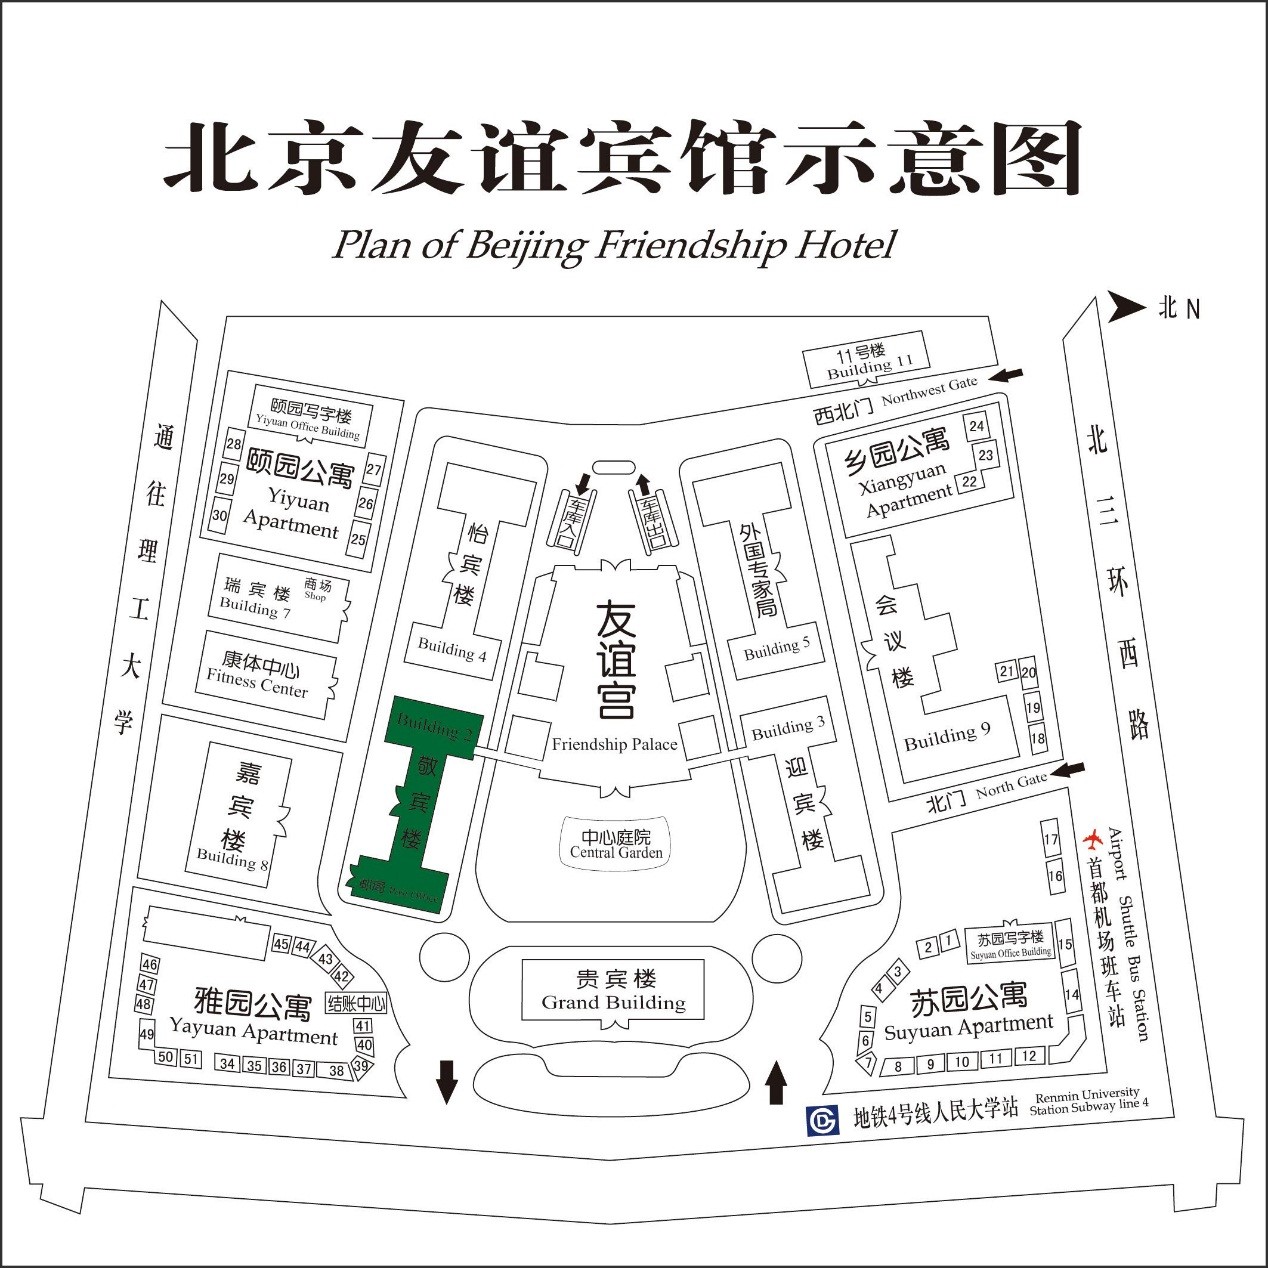 北京友谊宾馆示意图
Plan of Beijing Friendship Hotel
北 N
11号楼
Building 11
西北门 Northwest Gate
颐园写字楼
Yiyuan Office Building
28
29
30
颐园公寓
Yiyuan
Apartment
27
26
25
车库入口
车库出口
乡园公寓
Xiangyuan
Apartment
24
23
22
通往理工大学
北三环西路
瑞宾楼
Building 7
商场
Shop
康体中心
Fitness Center
怡宾楼
Building 4
友谊宫
Friendship Palace
外国专家局
Building 5
会议楼
Building 9
21
20
19
18
北门 North Gate
嘉宾楼
Building 8
Building 2
敬宾楼
Building 3
迎宾楼
中心庭院
Central Garden
17
16
首都机场班车站
Airport Shuttle Bus Station
45
44
43
42
46
47
48
49
50
51
34
35
36
37
38
39
40
41
结账中心
雅园公寓
Yayuan Apartment
贵宾楼
Grand Building
苏园写字楼
Suyuan Office Building
苏园公寓
Suyuan Apartment
1
2
3
4
5
6
7
8
9
10
11
12
14
15
地铁4号线人民大学站
Renmin University
Station Subway line 4